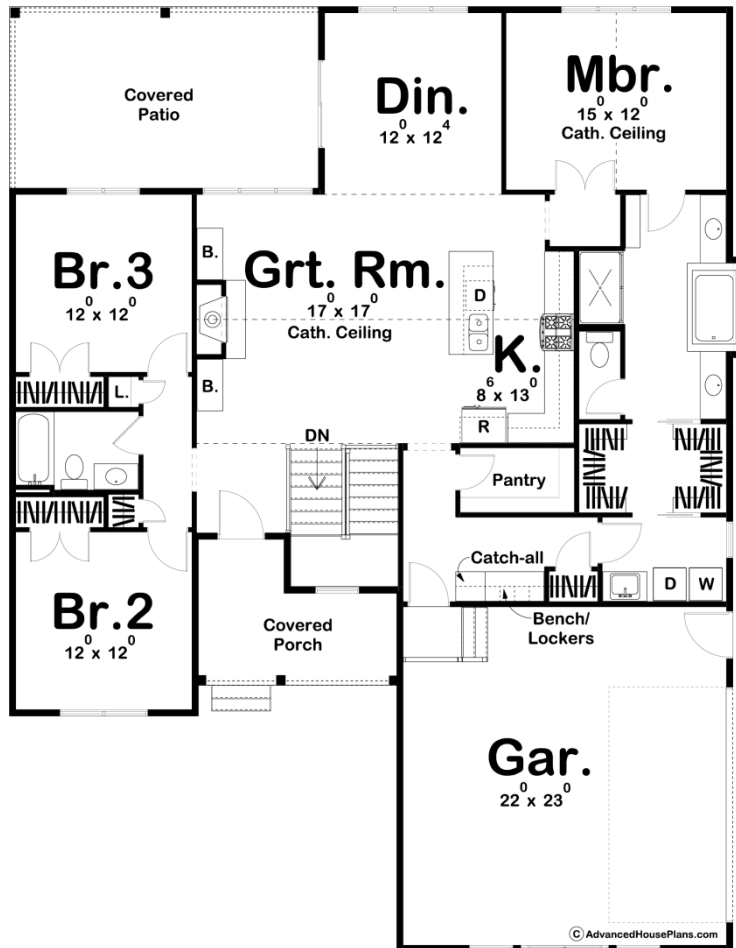 Covered
Patio
Din.
12⁰ x 12⁴
Mbr.
15⁰ x 12⁰
Cath. Ceiling
Br.3
12⁰ x 12⁰
B.
Grt. Rm.
17⁰ x 17⁰
Cath. Ceiling
D
K.
8⁶ x 13⁰
L.
B.
R
DN
Pantry
Catch-all
Bench/
Lockers
D
W
Br.2
12⁰ x 12⁰
Covered
Porch
Gar.
22⁰ x 23⁰
© AdvancedHousePlans.com